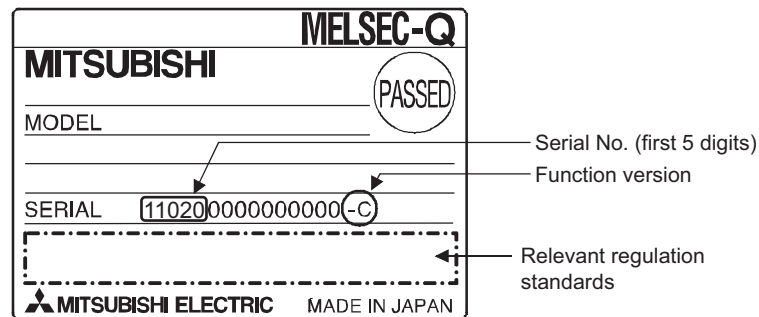 MELSEC-Q
MITSUBISHI
PASSED
MODEL
Serial No. (first 5 digits)
Function version
SERIAL 110200000000000-C
Relevant regulation
standards
MITSUBISHI ELECTRIC MADE IN JAPAN